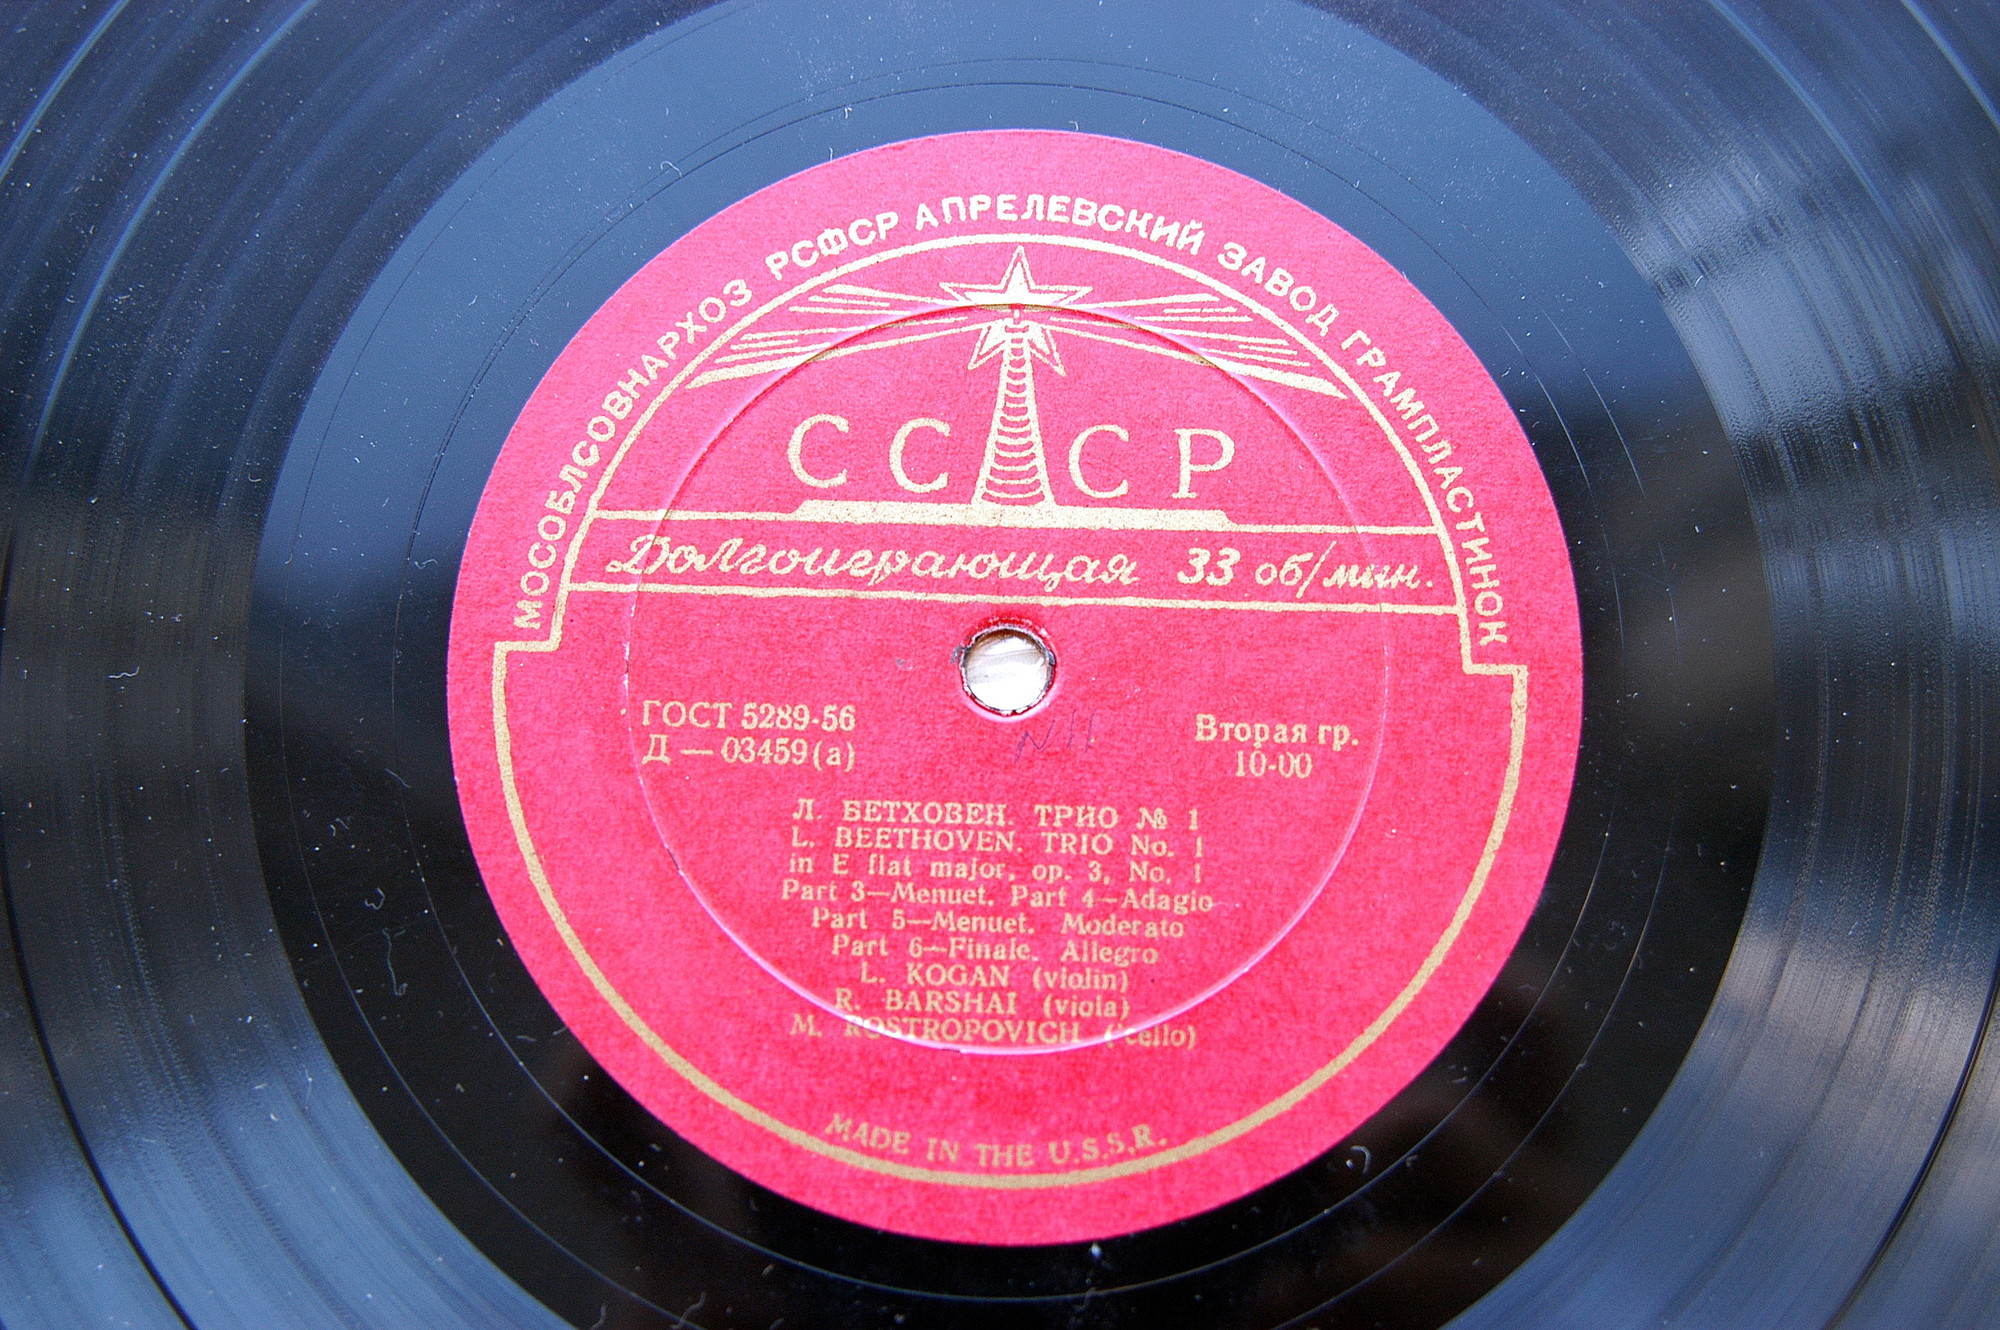 МОСОБЛСОВНАРХОЗ РСФСР АПРЕЛЕВСКИЙ ЗАВОД ГРАМПЛАСТИНОК
СССР
Долгоиграющая 33 об/мин.
ГОСТ 5289-56
Д — 03459(а)
Вторая гр.
10-00
Л. БЕТХОВЕН. ТРИО № 1
L. BEETHOVEN. TRIO No. 1
in E flat major, op. 3, No. 1
Part 3—Menuet. Part 4—Adagio
Part 5—Menuet. Moderato
Part 6—Finale. Allegro
L. KOGAN (violin)
R. BARSHAI (viola)
M. ROSTROPOVICH ('cello)
MADE IN THE U.S.S.R.